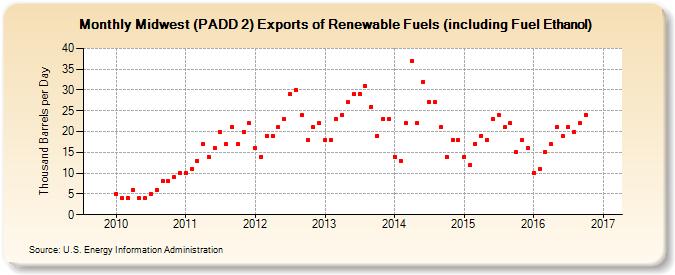 Monthly Midwest (PADD 2) Exports of Renewable Fuels (including Fuel Ethanol)
Thousand Barrels per Day
40
35
30
25
20
15
10
5
0
2010 2011 2012 2013 2014 2015 2016 2017
Source: U.S. Energy Information Administration